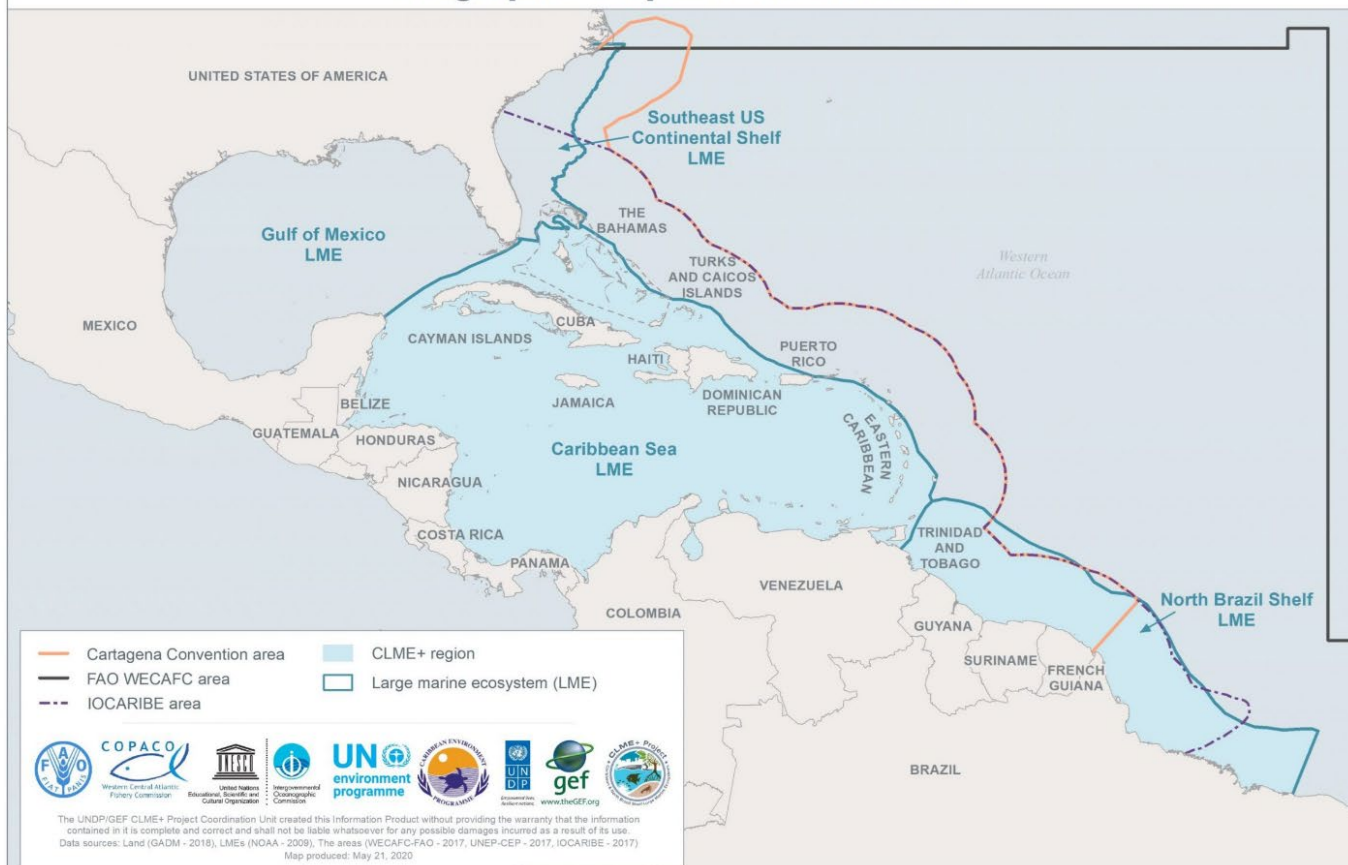 UNITED STATES OF AMERICA
Southeast US
Continental Shelf
LME
Gulf of Mexico
LME
THE
BAHAMAS
TURKS
AND CAICOS
ISLANDS
Western
Atlantic Ocean
MEXICO
CUBA
CAYMAN ISLANDS
PUERTO
RICO
HAITI
JAMAICA
DOMINICAN
REPUBLIC
BELIZE
GUATEMALA
HONDURAS
EASTERN
CARIBBEAN
Caribbean Sea
LME
NICARAGUA
COSTA RICA
PANAMA
TRINIDAD
AND
TOBAGO
VENEZUELA
COLOMBIA
North Brazil Shelf
LME
GUYANA
SURINAME
FRENCH
GUIANA
BRAZIL
Cartagena Convention area
FAO WECAFC area
IOCARIBE area
CLME+ region
Large marine ecosystem (LME)
FAO
FIAT PANIS
COPACO
Western Central Atlantic
Fishery Commission
UNESCO
United Nations
Educational, Scientific and
Cultural Organization
Intergovernmental
Oceanographic
Commission
UN
environment
programme
CARIBBEAN ENVIRONMENT
PROGRAMME
UNDP
gef
www.theGEF.org
CLME+ Project
The UNDP/GEF CLME+ Project Coordination Unit created this Information Product without providing the warranty that the information
contained in it is complete and correct and shall not be liable whatsoever for any possible damages incurred as a result of its use.
Data sources: Land (GADM - 2018), LMEs (NOAA - 2009), The areas (WECAFC-FAO - 2017, UNEP-CEP - 2017, IOCARIBE - 2017)
Map produced: May 21, 2020